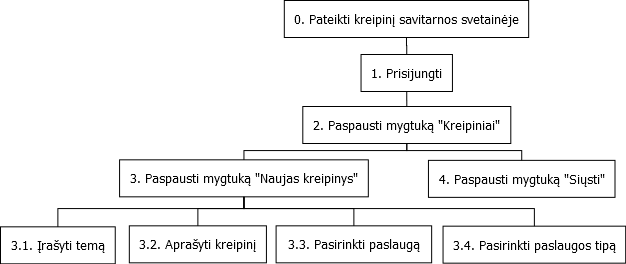 0. Pateikti kreipinį savitarnos svetainėje
1. Prisijungti
2. Paspausti mygtuką "Kreipiniai"
3. Paspausti mygtuką "Naujas kreipinys"
4. Paspausti mygtuką "Siųsti"
3.1. Įrašyti temą
3.2. Aprašyti kreipinį
3.3. Pasirinkti paslaugą
3.4. Pasirinkti paslaugos tipą